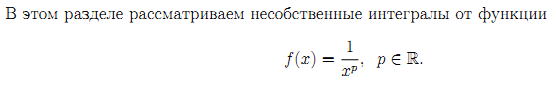 В этом разделе рассматриваем несобственные интегралы от функции
f(x) = 1/x^p, p ∈ ℝ.